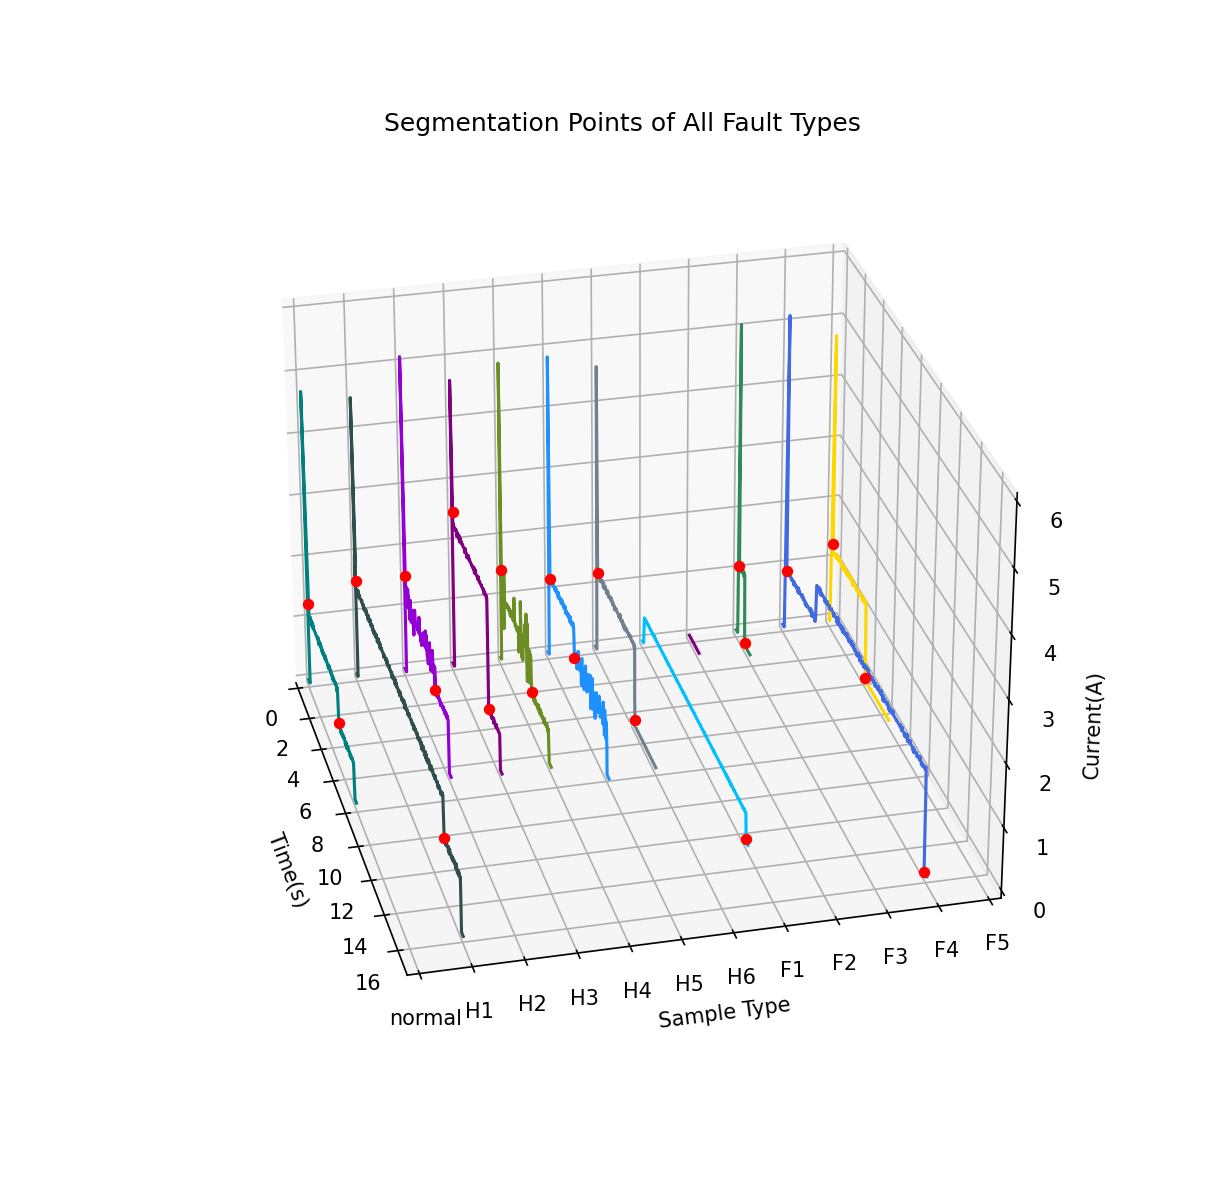 Segmentation Points of All Fault Types
0
2
4
6
8
10
12
14
16
Time(s)
normal
H1
H2
H3
H4
H5
H6
F1
F2
F3
F4
F5
Sample Type
0
1
2
3
4
5
6
Current(A)